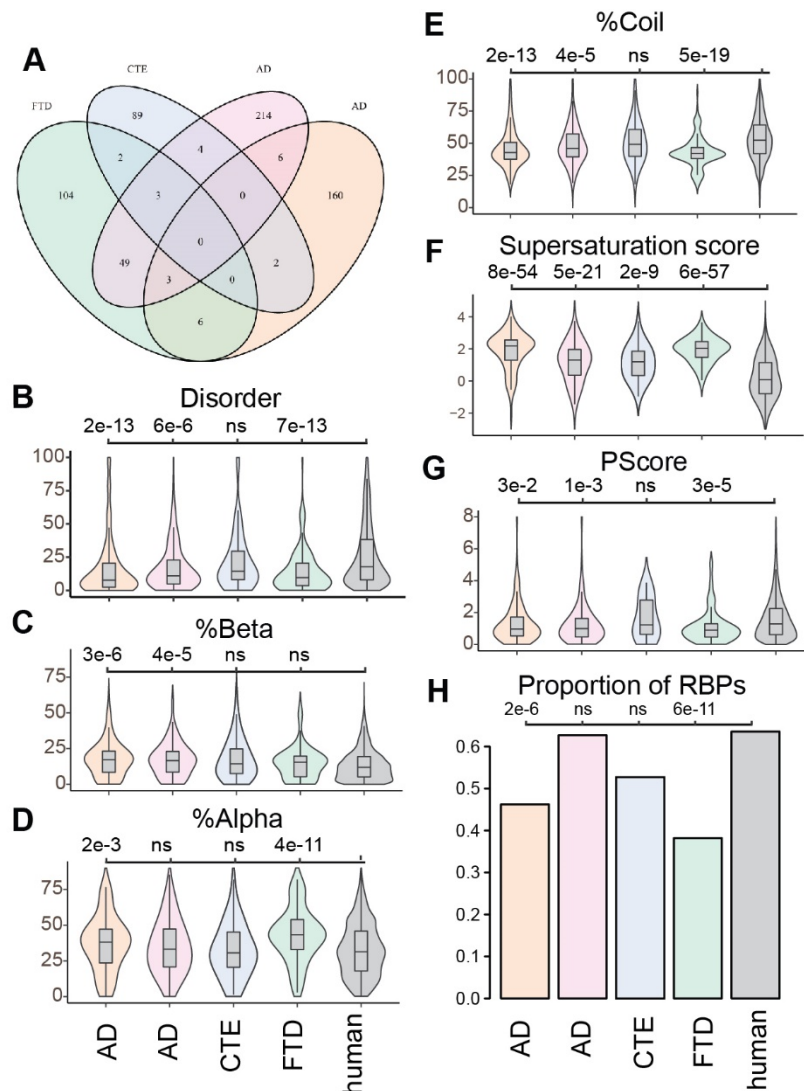 A
CTE
AD
FTD
AD
89
214
2
4
6
104
3
0
160
0
49
2
3
0
6
B
Disorder
2e-13 6e-6 ns 7e-13
100
75
50
25
0
C
%Beta
3e-6 4e-5 ns ns
75
50
25
0
D
%Alpha
2e-3 ns ns 4e-11
75
50
25
0
AD
AD
CTE
FTD
human
E
%Coil
2e-13 4e-5 ns 5e-19
100
75
50
25
0
F
Supersaturation score
8e-54 5e-21 2e-9 6e-57
4
2
0
−2
G
PScore
3e-2 1e-3 ns 3e-5
8
6
4
2
0
H
Proportion of RBPs
2e-6 ns ns 6e-11
0.6
0.5
0.4
0.3
0.2
0.1
0.0
AD
AD
CTE
FTD
human